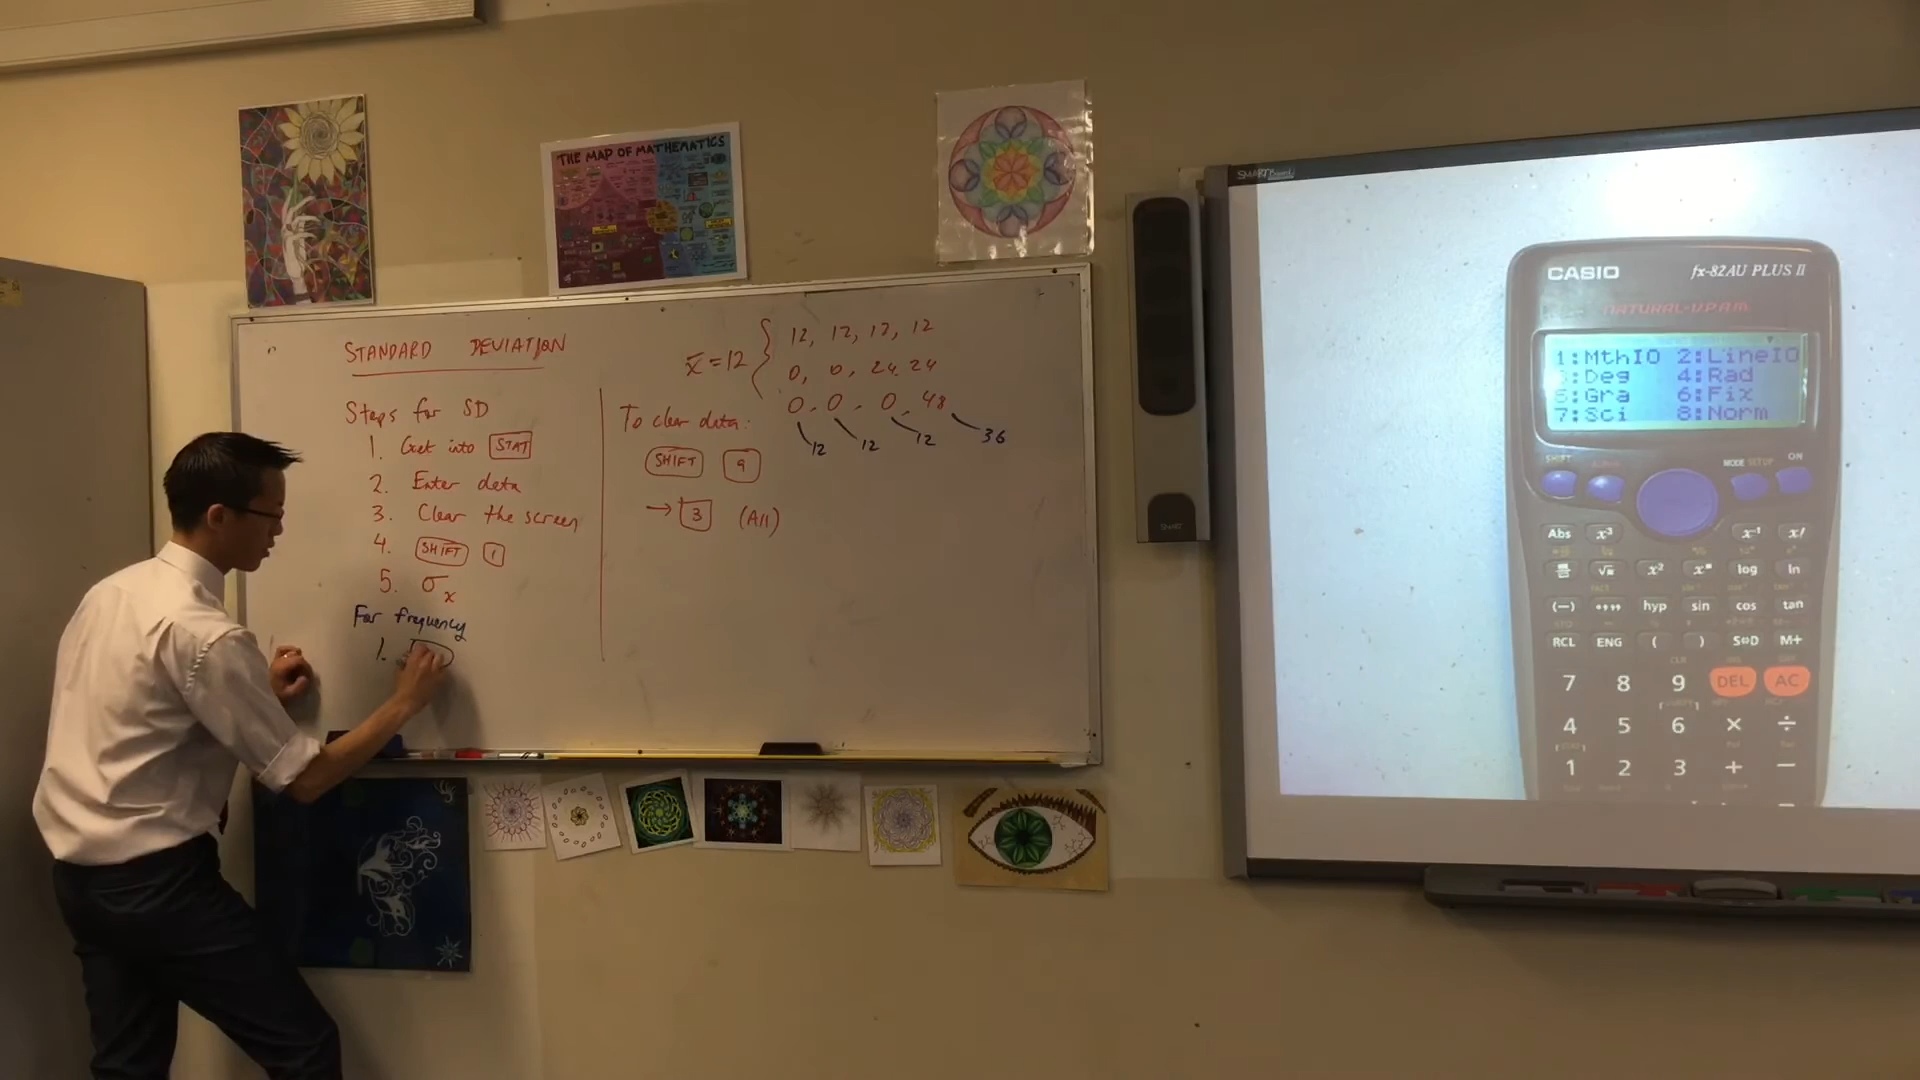 THE MAP OF MATHEMATICS
STANDARD DEVIATION
Steps for SD
1. Get into STAT
2. Enter data
3. Clear the screen
4. SHIFT 1
5. σx
For frequency
1.
To clear data:
SHIFT 9
→ 3 (All)
x̄ = 12
12, 12, 12, 12
0, 0, 24, 24
0, 0, 0, 48
12 12 12 36
SMART Board
SMART
CASIO fx-82AU PLUS II
NATURAL-V.P.A.M.
1:MthIO 2:LineIO
:Deg 4:Rad
:Gra 6:Fix
7:Sci 8:Norm
SHIFT ALPHA MODE SETUP ON
Abs x³ x⁻¹ x!
x² log ln
(−) hyp sin cos tan
RCL ENG ( ) S⇔D M+
CLR
7 8 9 DEL AC
4 5 6 × ÷
1 2 3 + −